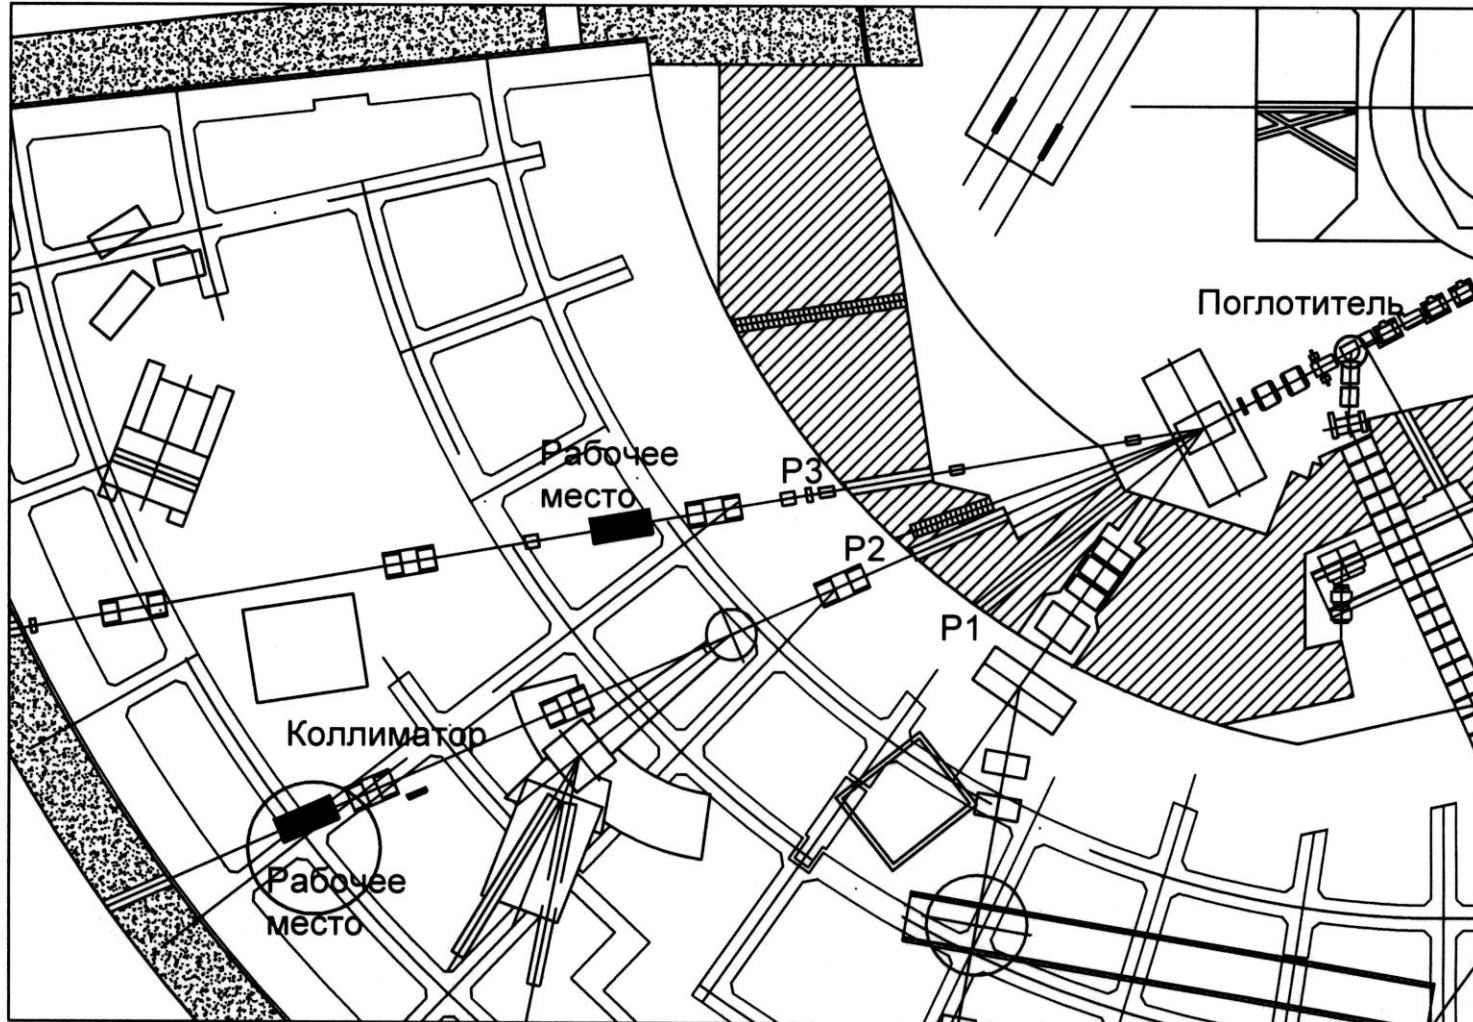 Поглотитель
Рабочее
место
P3
P2
P1
Коллиматор
Рабочее
место